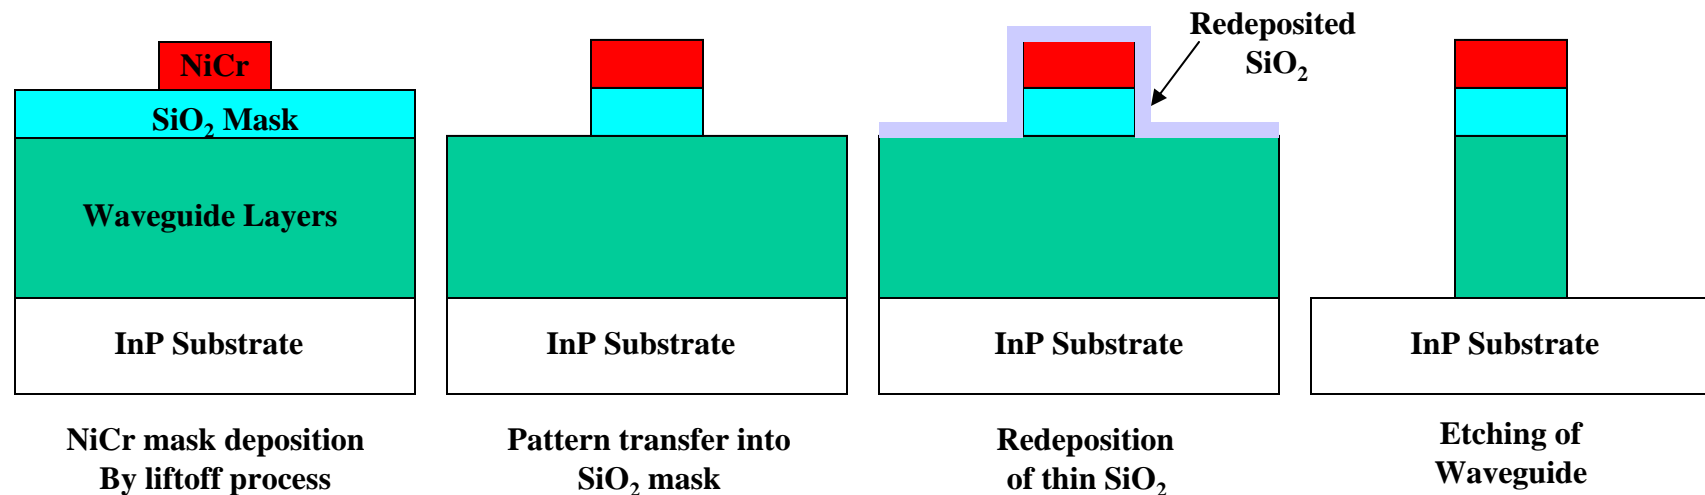 NiCr
SiO₂ Mask
Waveguide Layers
InP Substrate
NiCr mask deposition
By liftoff process
InP Substrate
Pattern transfer into
SiO₂ mask
Redeposited
SiO₂
InP Substrate
Redeposition
of thin SiO₂
InP Substrate
Etching of
Waveguide